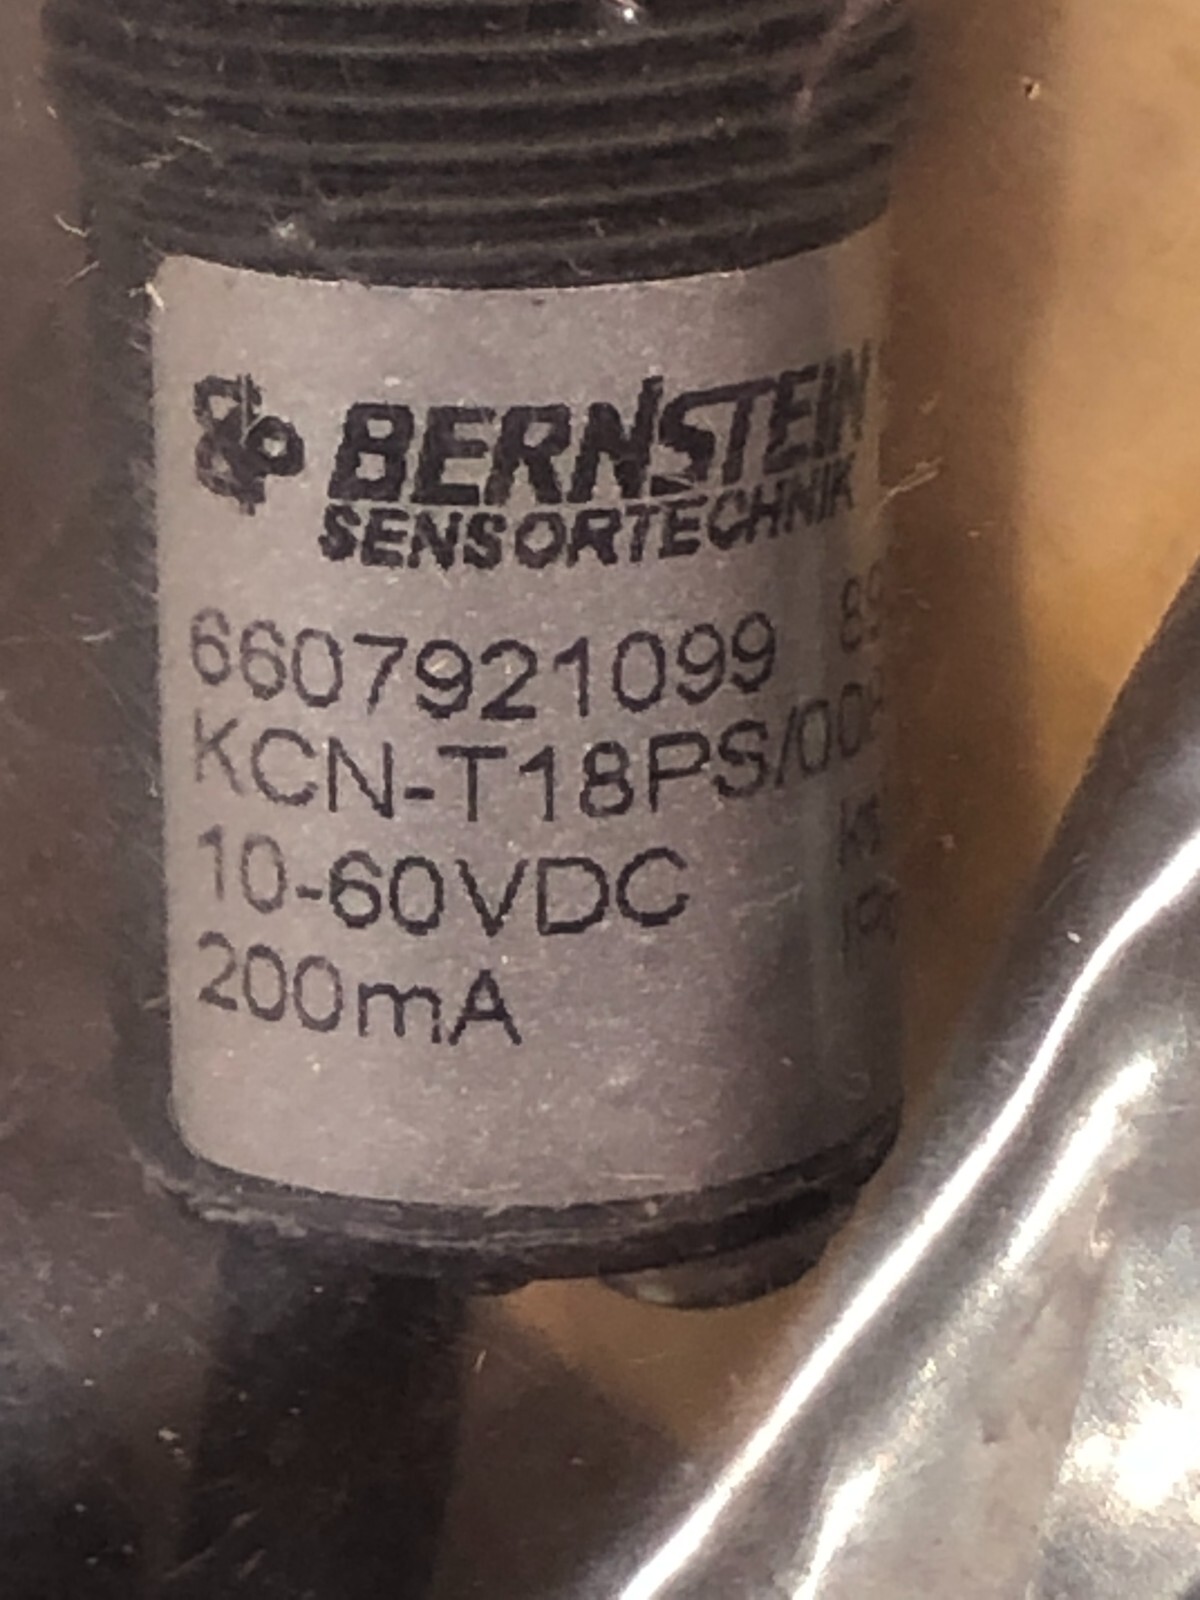 BERNSTEIN
SENSORTECHNIK
6607921099
KCN-T18PS/00
10-60VDC
200mA